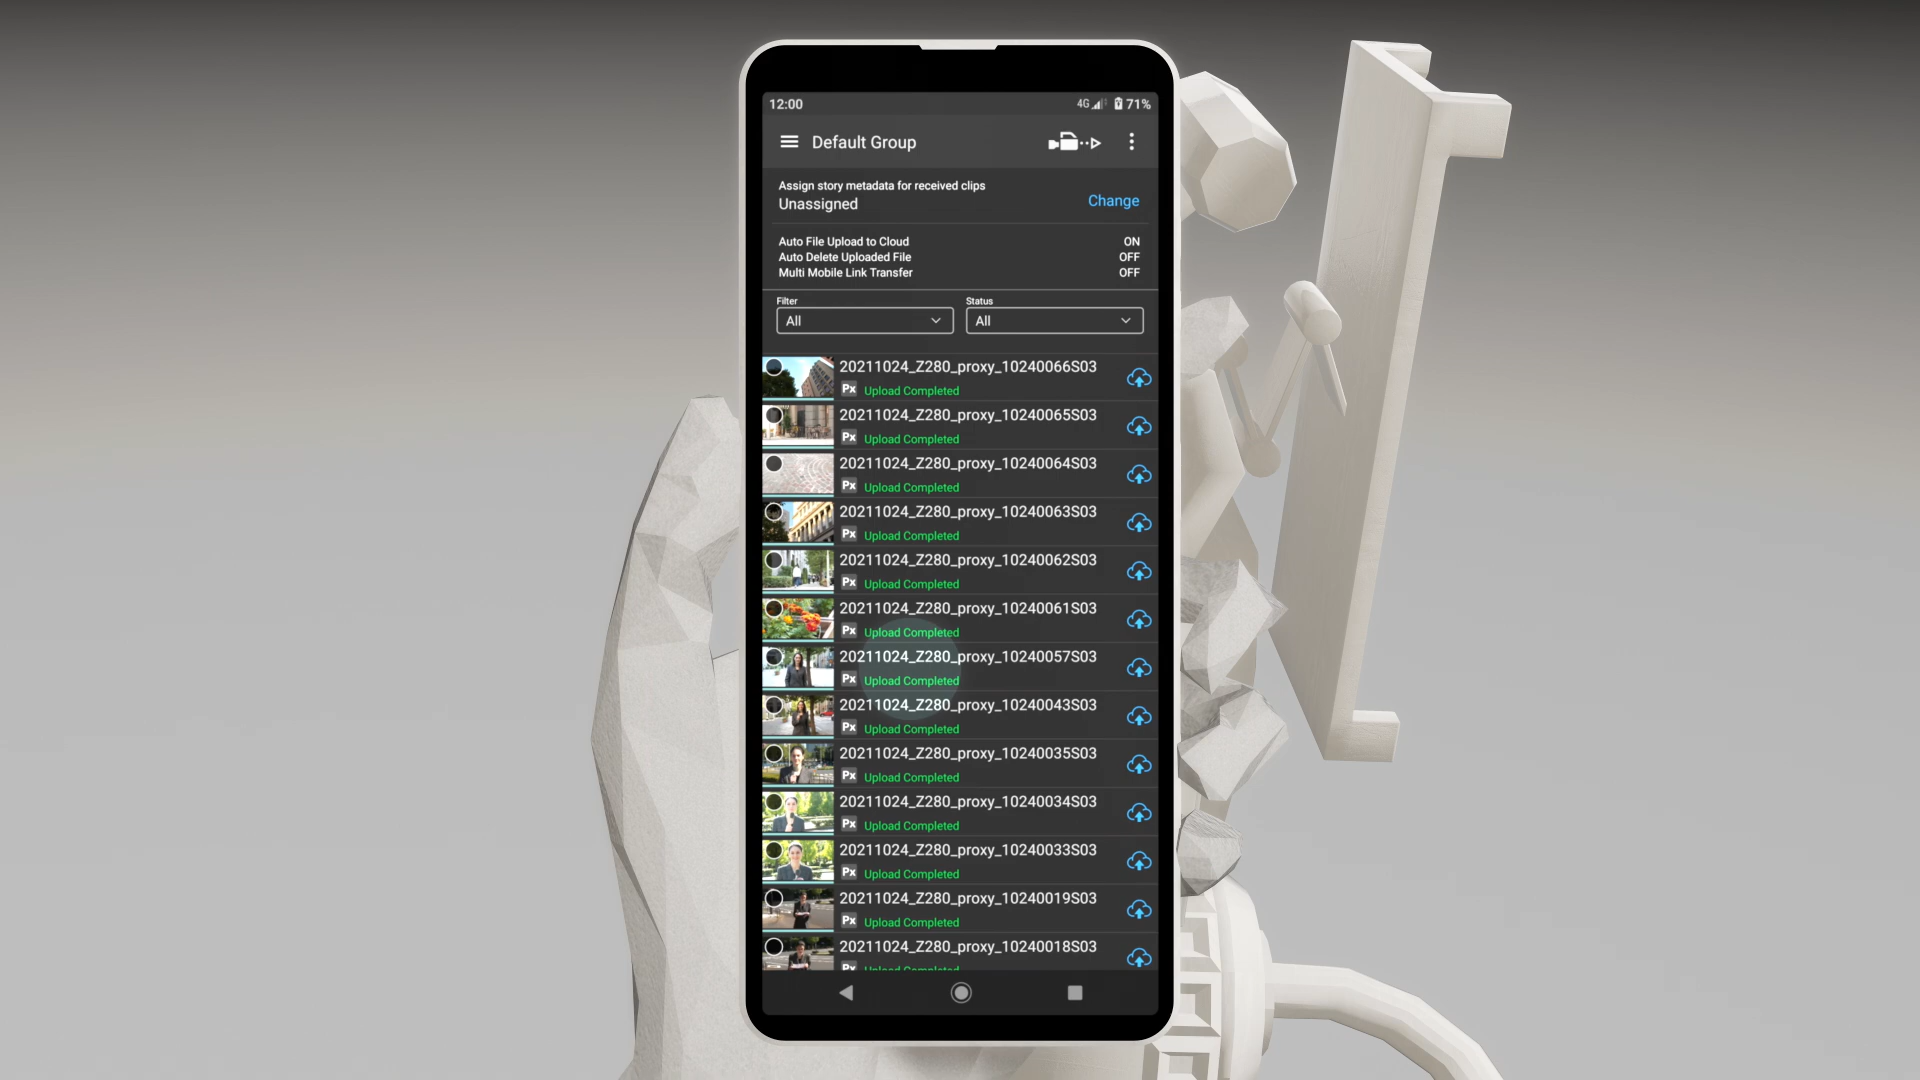 12:00
4G 71%
Default Group
Assign story metadata for received clips
Unassigned
Change
Auto File Upload to Cloud ON
Auto Delete Uploaded File OFF
Multi Mobile Link Transfer OFF
Filter Status
All All
20211024_Z280_proxy_10240066S03
Px Upload Completed
20211024_Z280_proxy_10240065S03
Px Upload Completed
20211024_Z280_proxy_10240064S03
Px Upload Completed
20211024_Z280_proxy_10240063S03
Px Upload Completed
20211024_Z280_proxy_10240062S03
Px Upload Completed
20211024_Z280_proxy_10240061S03
Px Upload Completed
20211024_Z280_proxy_10240057S03
Px Upload Completed
20211024_Z280_proxy_10240043S03
Px Upload Completed
20211024_Z280_proxy_10240035S03
Px Upload Completed
20211024_Z280_proxy_10240034S03
Px Upload Completed
20211024_Z280_proxy_10240033S03
Px Upload Completed
20211024_Z280_proxy_10240019S03
Px Upload Completed
20211024_Z280_proxy_10240018S03
Px Upload Completed